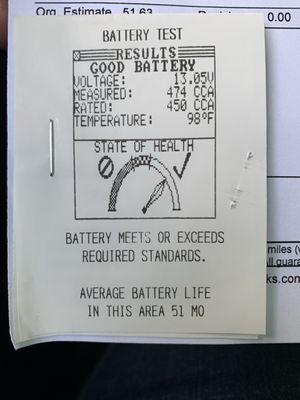 Org. Estimate 51.63
0.00
BATTERY TEST
RESULTS
GOOD BATTERY
VOLTAGE: 13.05V
MEASURED: 474 CCA
RATED: 450 CCA
TEMPERATURE: 98°F
STATE OF HEALTH
BATTERY MEETS OR EXCEEDS
REQUIRED STANDARDS.
AVERAGE BATTERY LIFE
IN THIS AREA 51 MO
miles (
ks.com